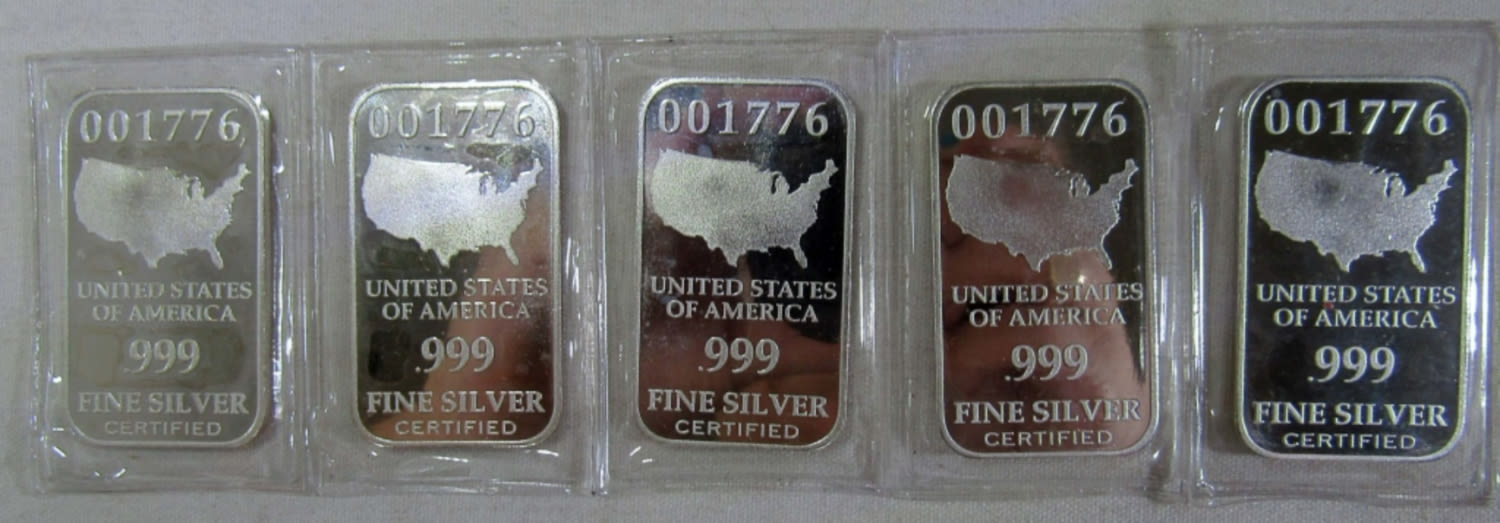 001776
UNITED STATES
OF AMERICA
.999
FINE SILVER
CERTIFIED
001776
UNITED STATES
OF AMERICA
.999
FINE SILVER
CERTIFIED
001776
UNITED STATES
OF AMERICA
.999
FINE SILVER
CERTIFIED
001776
UNITED STATES
OF AMERICA
.999
FINE SILVER
CERTIFIED
001776
UNITED STATES
OF AMERICA
.999
FINE SILVER
CERTIFIED